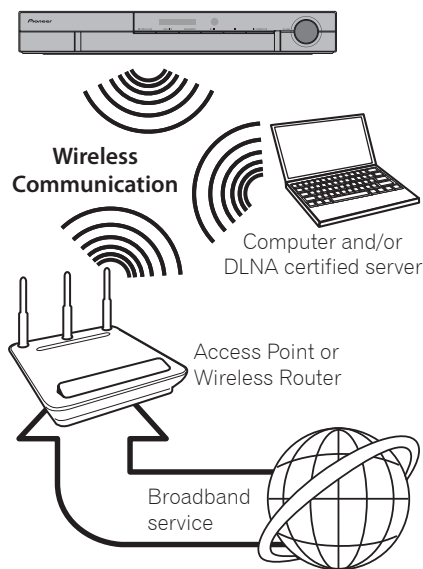 Pioneer
Wireless
Communication
Computer and/or
DLNA certified server
Access Point or
Wireless Router
Broadband
service